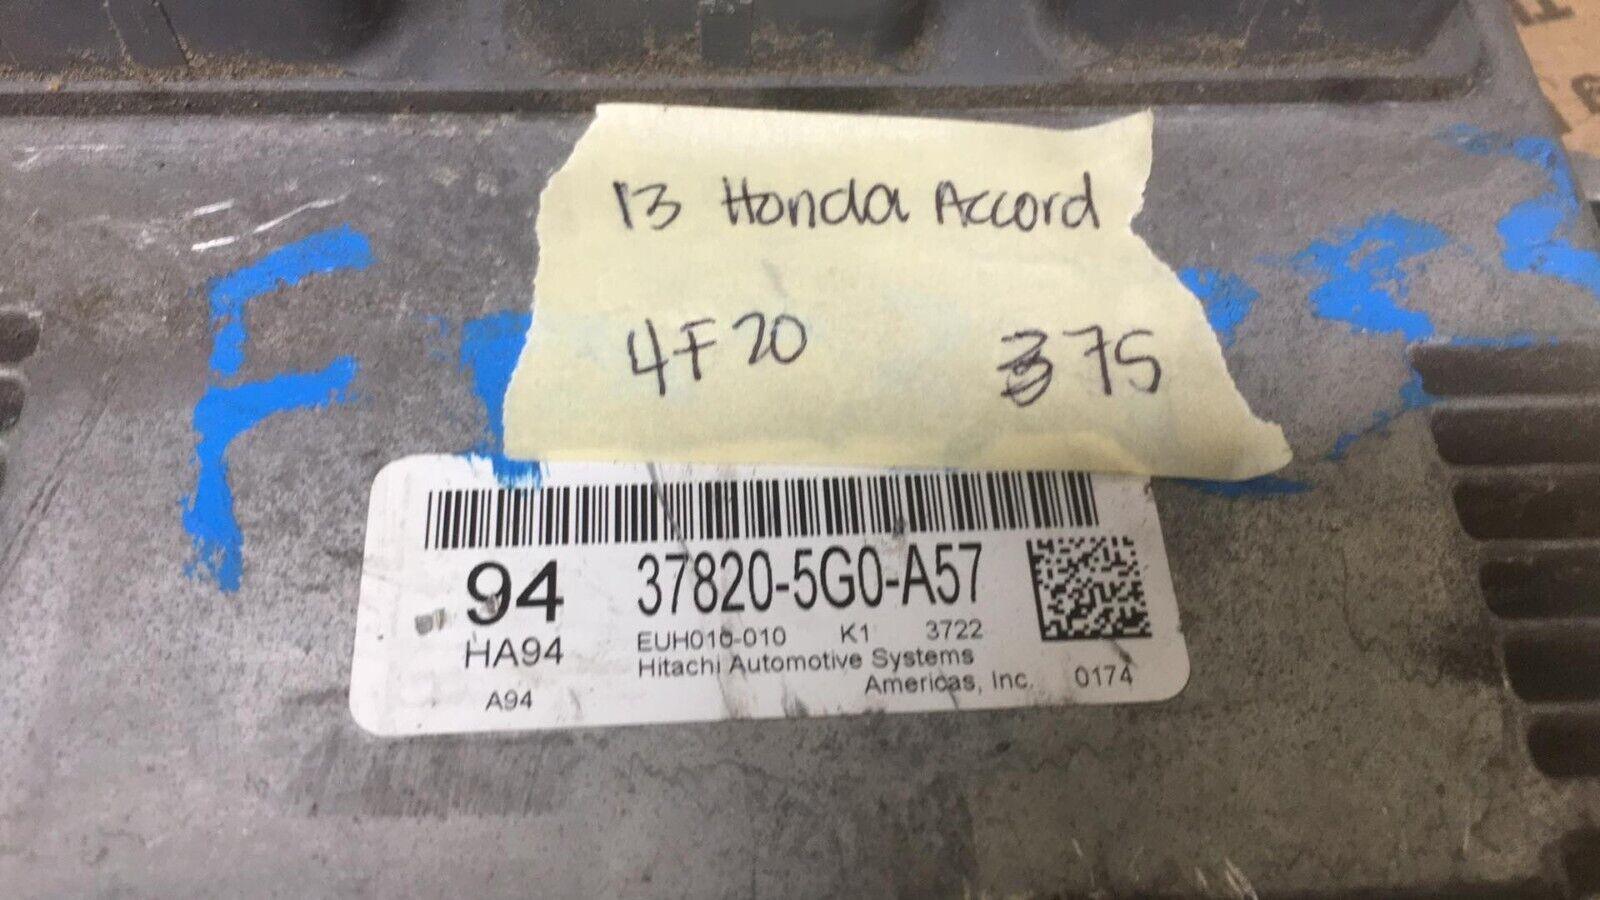 13 Honda Accord
4F20 375
94 37820-5G0-A57
HA94 EUH010-010 K1 3722
Hitachi Automotive Systems
Americas, Inc. 0174
A94
F